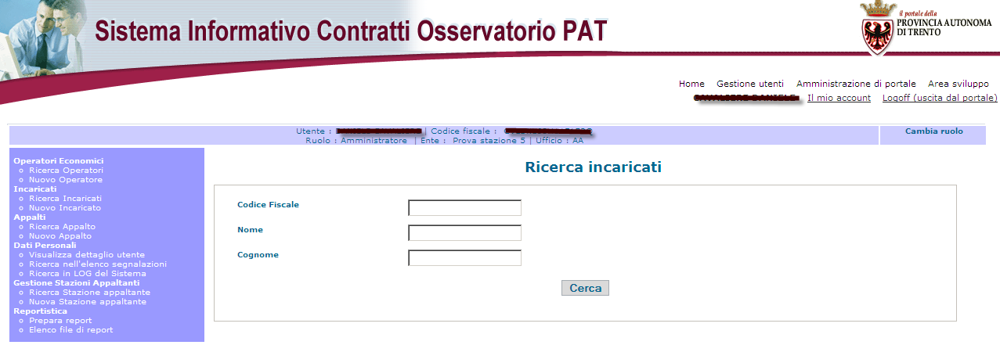 Sistema Informativo Contratti Osservatorio PAT
il portale della
PROVINCIA AUTONOMA
DI TRENTO
Home Gestione utenti Amministrazione di portale Area sviluppo
Il mio account Logoff (uscita dal portale)
Utente : | Codice fiscale :
Ruolo : Amministratore | Ente : Prova stazione 5 | Ufficio : AA
Cambia ruolo
Operatori Economici
Ricerca Operatori
Nuovo Operatore
Incaricati
Ricerca Incaricati
Nuovo Incaricato
Appalti
Ricerca Appalto
Nuovo Appalto
Dati Personali
Visualizza dettaglio utente
Ricerca nell'elenco segnalazioni
Ricerca in LOG del Sistema
Gestione Stazioni Appaltanti
Ricerca Stazione appaltante
Nuova Stazione appaltante
Reportistica
Prepara report
Elenco file di report
Ricerca incaricati
Codice Fiscale
Nome
Cognome
Cerca